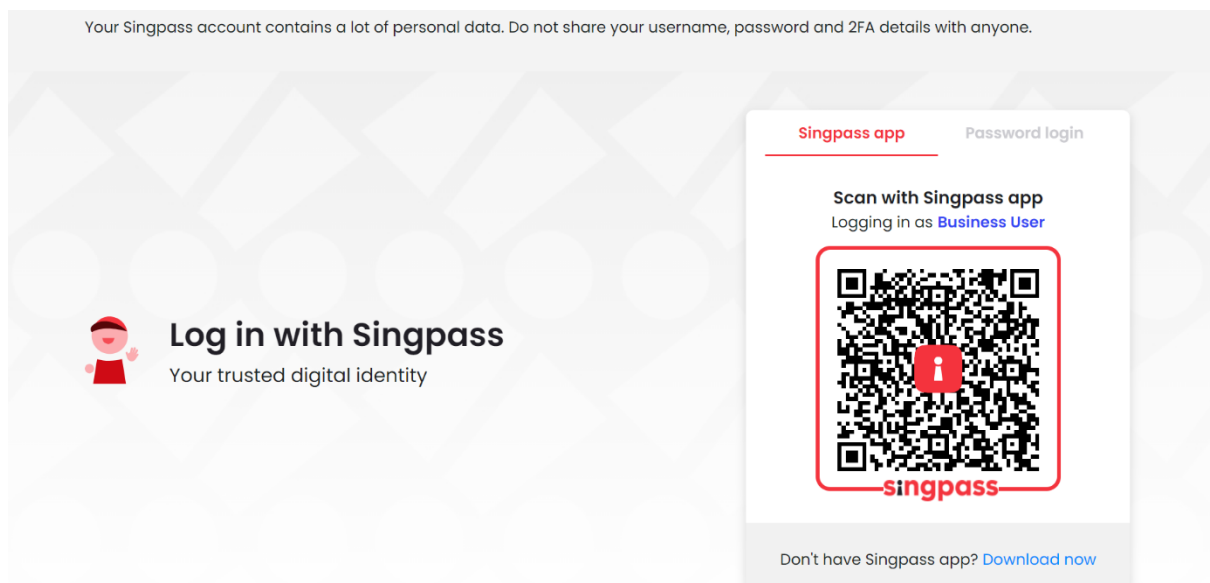 Your Singpass account contains a lot of personal data. Do not share your username, password and 2FA details with anyone.
Singpass app
Password login
Scan with Singpass app
Logging in as Business User
singpass
Log in with Singpass
Your trusted digital identity
Don't have Singpass app? Download now